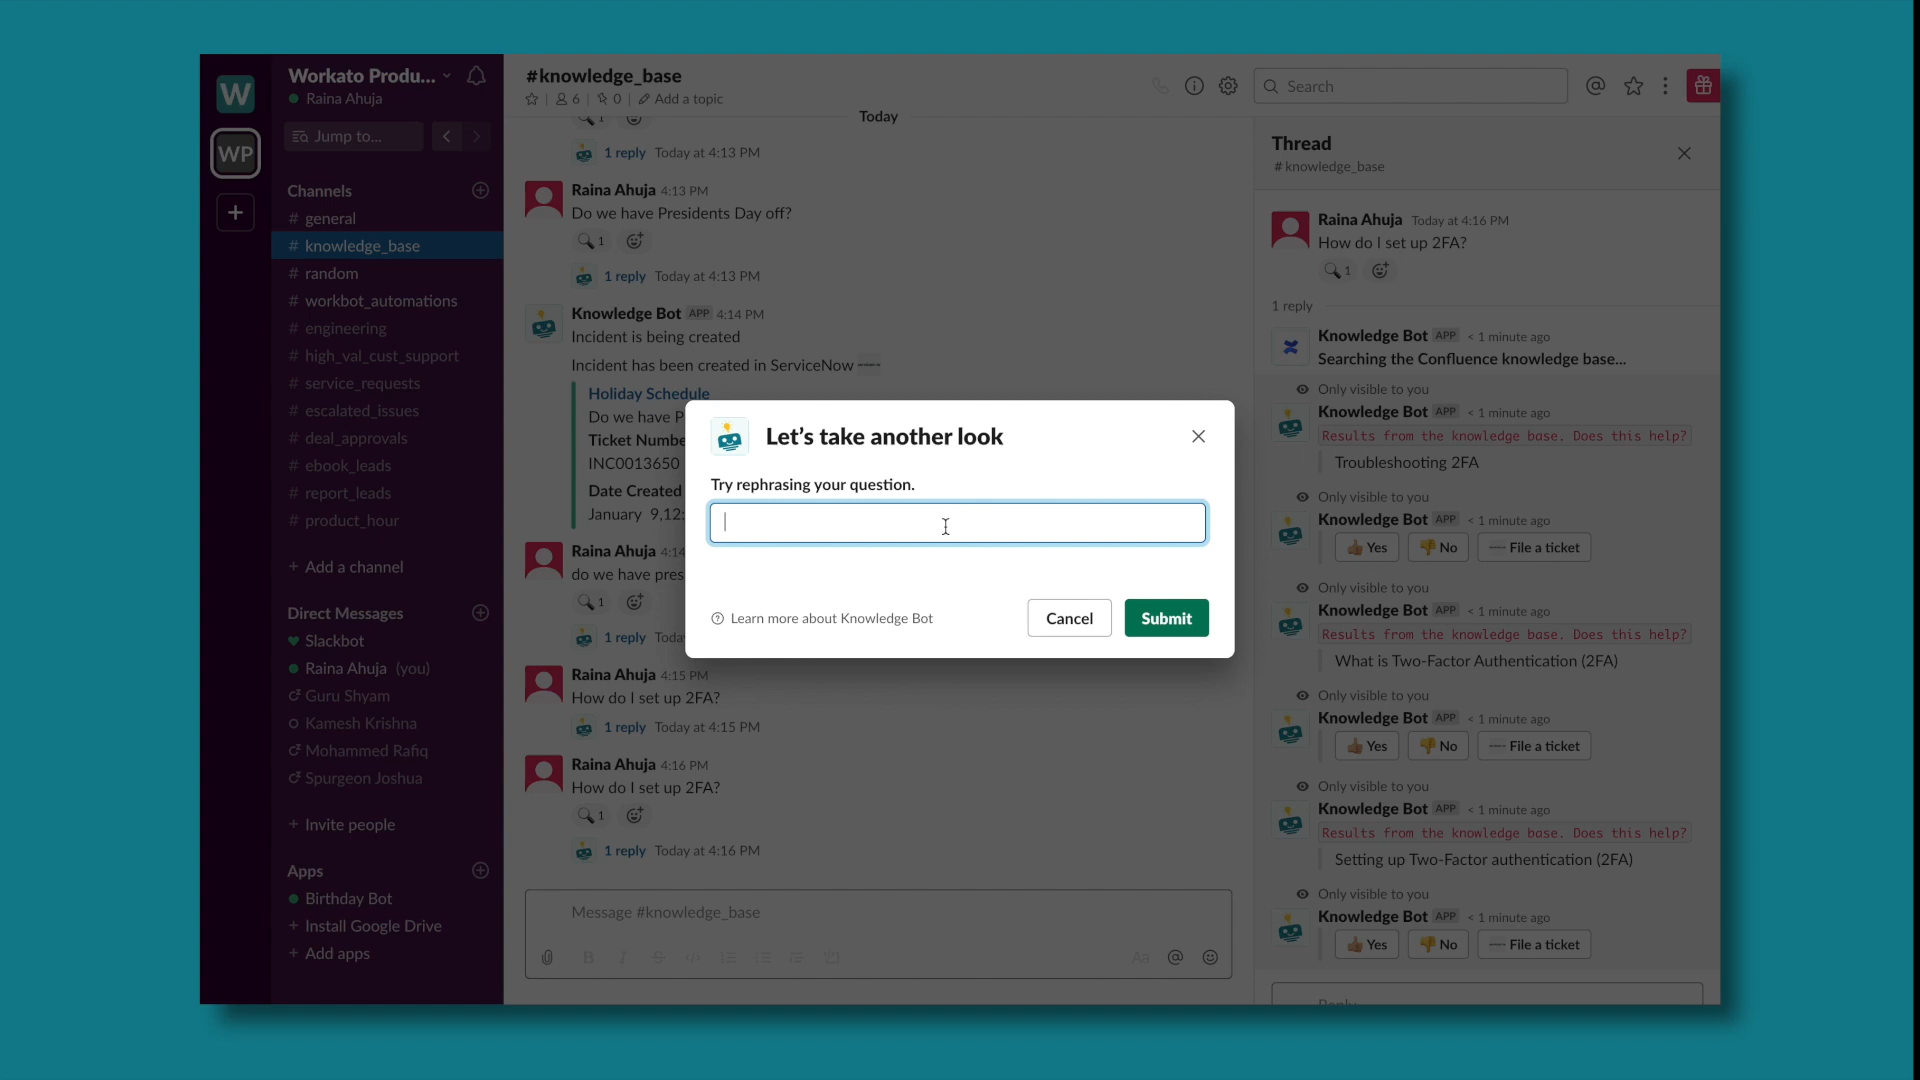 W
WP
+
Workato Produ...
Raina Ahuja
Jump to...
Channels
# general
# knowledge_base
# random
# workbot_automations
# engineering
# high_val_cust_support
# service_requests
# escalated_issues
# deal_approvals
# ebook_leads
# report_leads
# product_hour
+ Add a channel
Direct Messages
Slackbot
Raina Ahuja (you)
Guru Shyam
Kamesh Krishna
Mohammed Rafiq
Spurgeon Joshua
+ Invite people
Apps
Birthday Bot
+ Install Google Drive
+ Add apps
#knowledge_base
6 | 0 | Add a topic
Search
Today
1
1 reply Today at 4:13 PM
Raina Ahuja 4:13 PM
Do we have Presidents Day off?
1
1 reply Today at 4:13 PM
Knowledge Bot APP 4:14 PM
Incident is being created
Incident has been created in ServiceNow
Holiday Schedule
Do we have P
Ticket Numbe
INC0013650
Date Created
January 9,12:
Raina Ahuja 4:14
do we have pres
1
1 reply Toda
Raina Ahuja 4:15 PM
How do I set up 2FA?
1 reply Today at 4:15 PM
Raina Ahuja 4:16 PM
How do I set up 2FA?
1
1 reply Today at 4:16 PM
Message #knowledge_base
B I S </> Aa @
Let's take another look
Try rephrasing your question.
Learn more about Knowledge Bot
Cancel
Submit
Thread
# knowledge_base
Raina Ahuja Today at 4:16 PM
How do I set up 2FA?
1
1 reply
Knowledge Bot APP < 1 minute ago
Searching the Confluence knowledge base...
Only visible to you
Knowledge Bot APP < 1 minute ago
Results from the knowledge base. Does this help?
Troubleshooting 2FA
Only visible to you
Knowledge Bot APP < 1 minute ago
Yes No File a ticket
Only visible to you
Knowledge Bot APP < 1 minute ago
Results from the knowledge base. Does this help?
What is Two-Factor Authentication (2FA)
Only visible to you
Knowledge Bot APP < 1 minute ago
Yes No File a ticket
Only visible to you
Knowledge Bot APP < 1 minute ago
Results from the knowledge base. Does this help?
Setting up Two-Factor authentication (2FA)
Only visible to you
Knowledge Bot APP < 1 minute ago
Yes No File a ticket
Reply